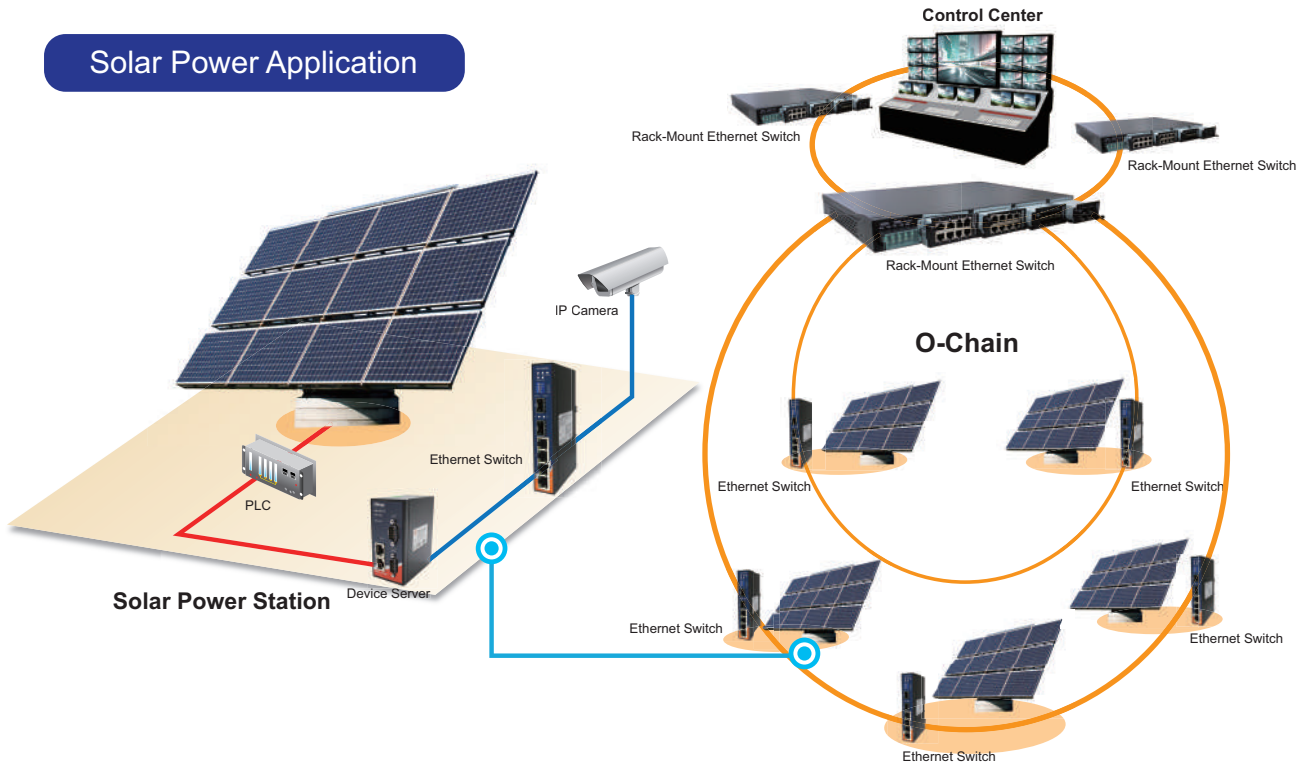 Solar Power Application
Control Center
Rack-Mount Ethernet Switch
Rack-Mount Ethernet Switch
Rack-Mount Ethernet Switch
IP Camera
O-Chain
Ethernet Switch
PLC
Device Server
Solar Power Station
Ethernet Switch
Ethernet Switch
Ethernet Switch
Ethernet Switch
Ethernet Switch